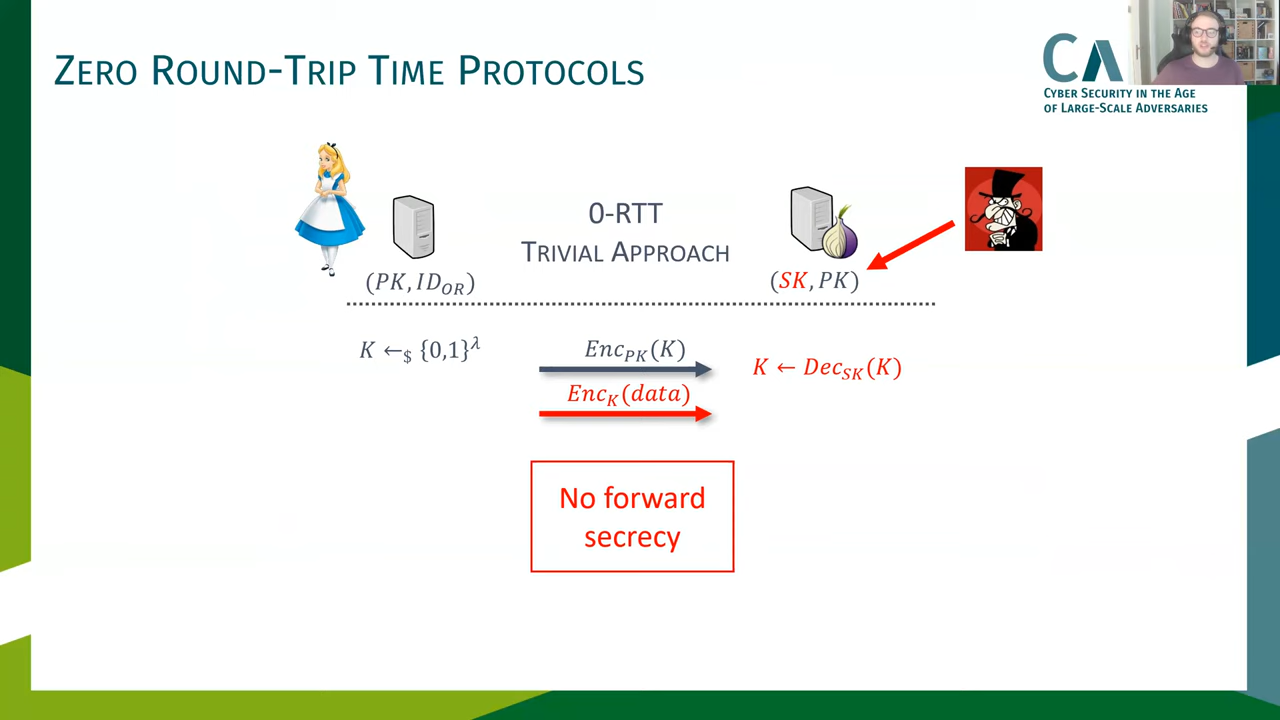 ZERO ROUND-TRIP TIME PROTOCOLS
CA
CYBER SECURITY IN THE AGE
OF LARGE-SCALE ADVERSARIES
0-RTT
TRIVIAL APPROACH
(PK, ID_OR)
(SK, PK)
K ←_$ {0,1}^λ
Enc_PK(K)
K ← Dec_SK(K)
Enc_K(data)
No forward
secrecy